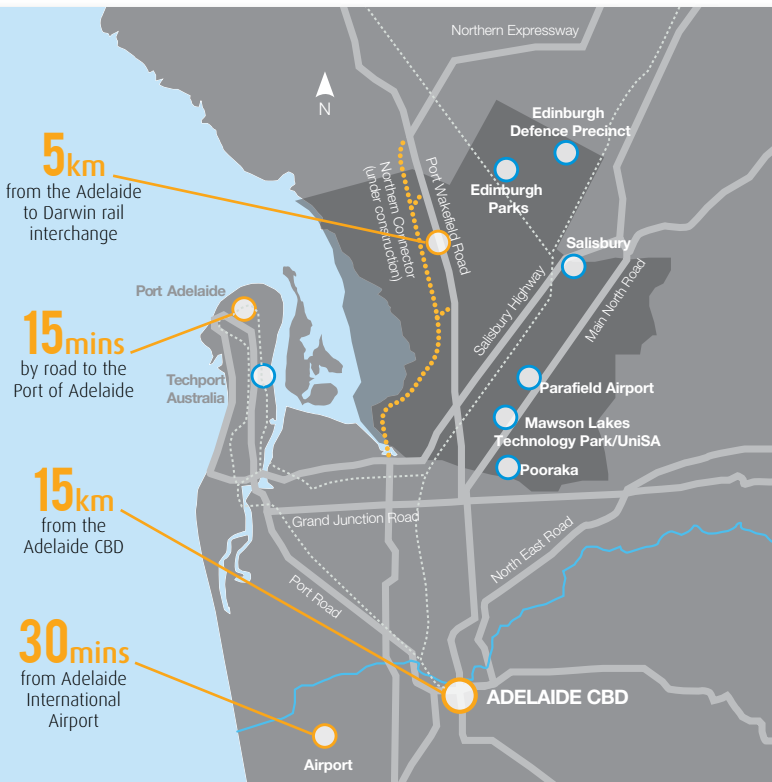 Northern Expressway
N
Edinburgh
Defence Precinct
5km
from the Adelaide
to Darwin rail
interchange
Northern Connector
(under construction)
Port Wakefield Road
Edinburgh
Parks
Salisbury
Port Adelaide
Salisbury Highway
Main North Road
15mins
by road to the
Port of Adelaide
Techport
Australia
Parafield Airport
Mawson Lakes
Technology Park/UniSA
Pooraka
15km
from the
Adelaide CBD
Grand Junction Road
North East Road
Port Road
30mins
from Adelaide
International
Airport
ADELAIDE CBD
Airport